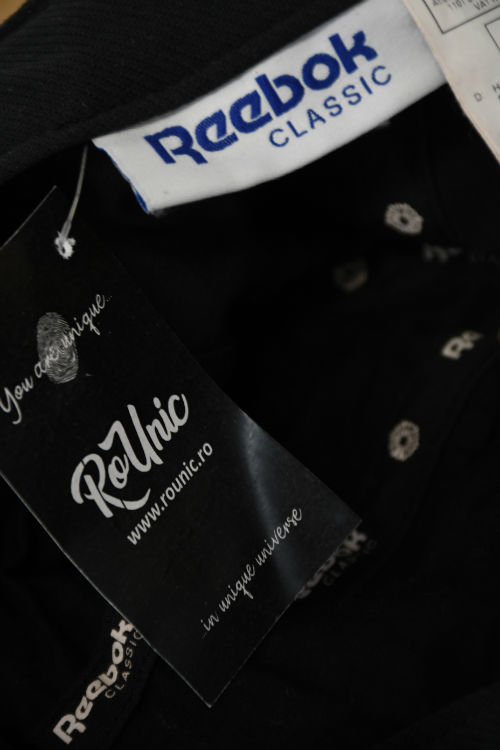 Reebok
CLASSIC
You are unique...
RoUnic
www.rounic.ro
...in unique universe
Reebok
CLASSIC